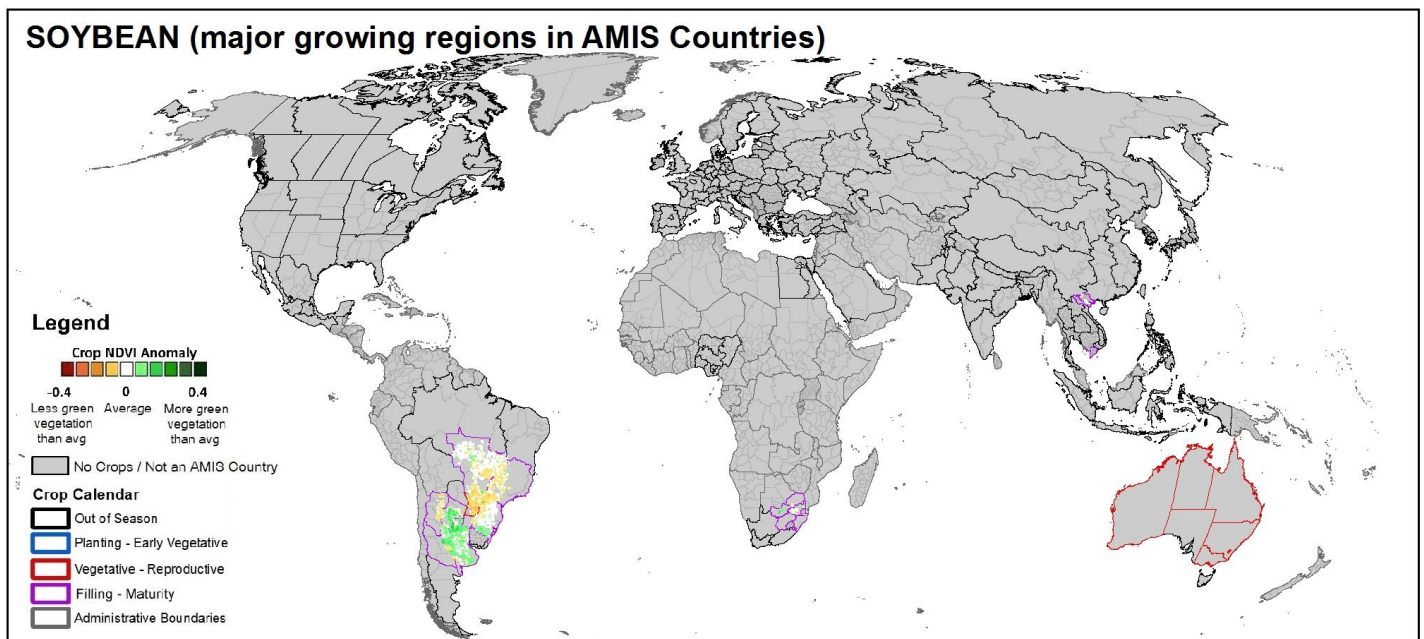 SOYBEAN (major growing regions in AMIS Countries)
Legend
Crop NDVI Anomaly
-0.4 0 0.4
Less green Average More green
vegetation vegetation
than avg than avg
No Crops / Not an AMIS Country
Crop Calendar
Out of Season
Planting - Early Vegetative
Vegetative - Reproductive
Filling - Maturity
Administrative Boundaries